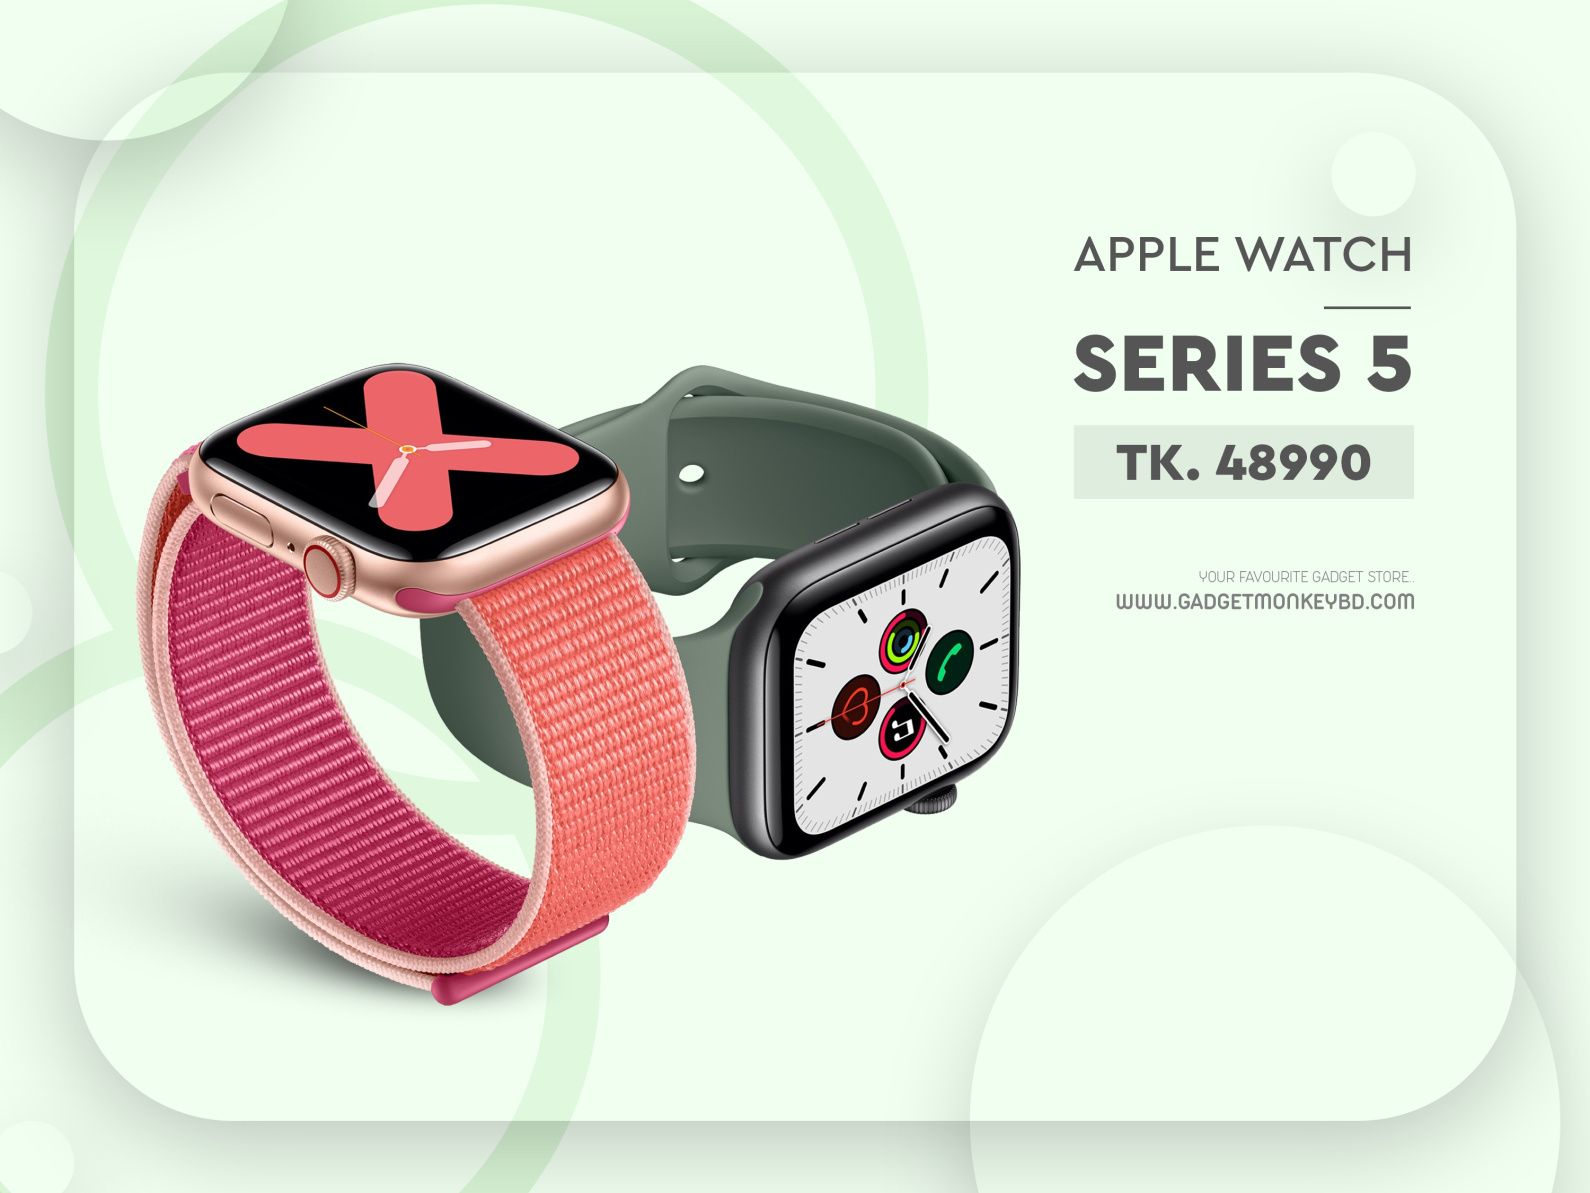 APPLE WATCH
SERIES 5
TK. 48990
YOUR FAVOURITE GADGET STORE..
WWW.GADGETMONKEYBD.COM